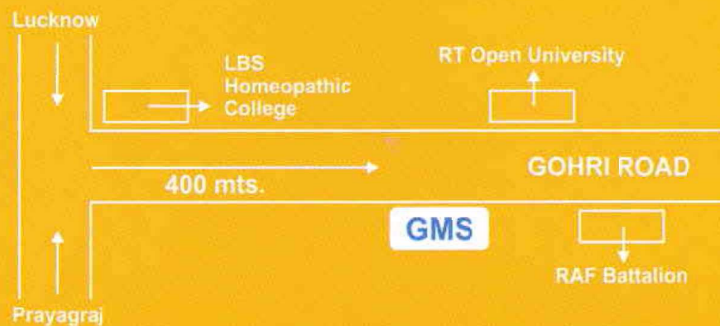 Lucknow
LBS
Homeopathic
College
RT Open University
400 mts.
GOHRI ROAD
GMS
RAF Battalion
Prayagraj